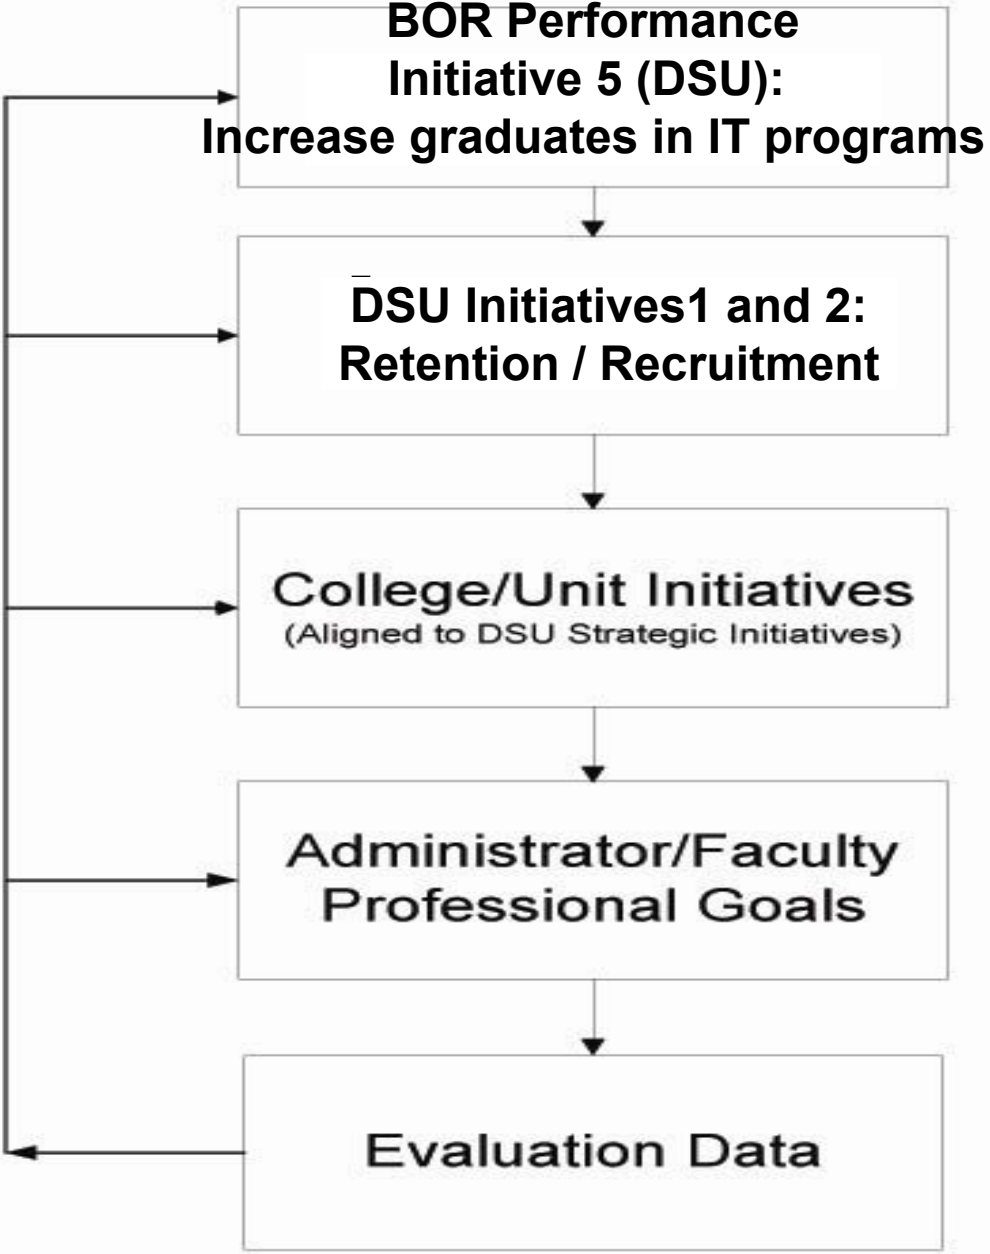 BOR Performance
Initiative 5 (DSU):
Increase graduates in IT programs
DSU Initiatives1 and 2:
Retention / Recruitment
College/Unit Initiatives
(Aligned to DSU Strategic Initiatives)
Administrator/Faculty
Professional Goals
Evaluation Data